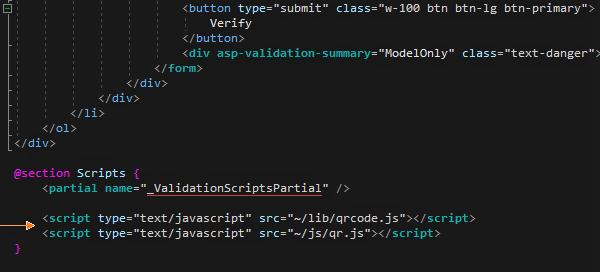 <button type="submit" class="w-100 btn btn-lg btn-primary">
Verify
</button>
<div asp-validation-summary="ModelOnly" class="text-danger">
</form>
</div>
</div>
</li>
</ol>
</div>
@section Scripts {
<partial name="_ValidationScriptsPartial" />
<script type="text/javascript" src="~/lib/qrcode.js"></script>
<script type="text/javascript" src="~/js/qr.js"></script>
}